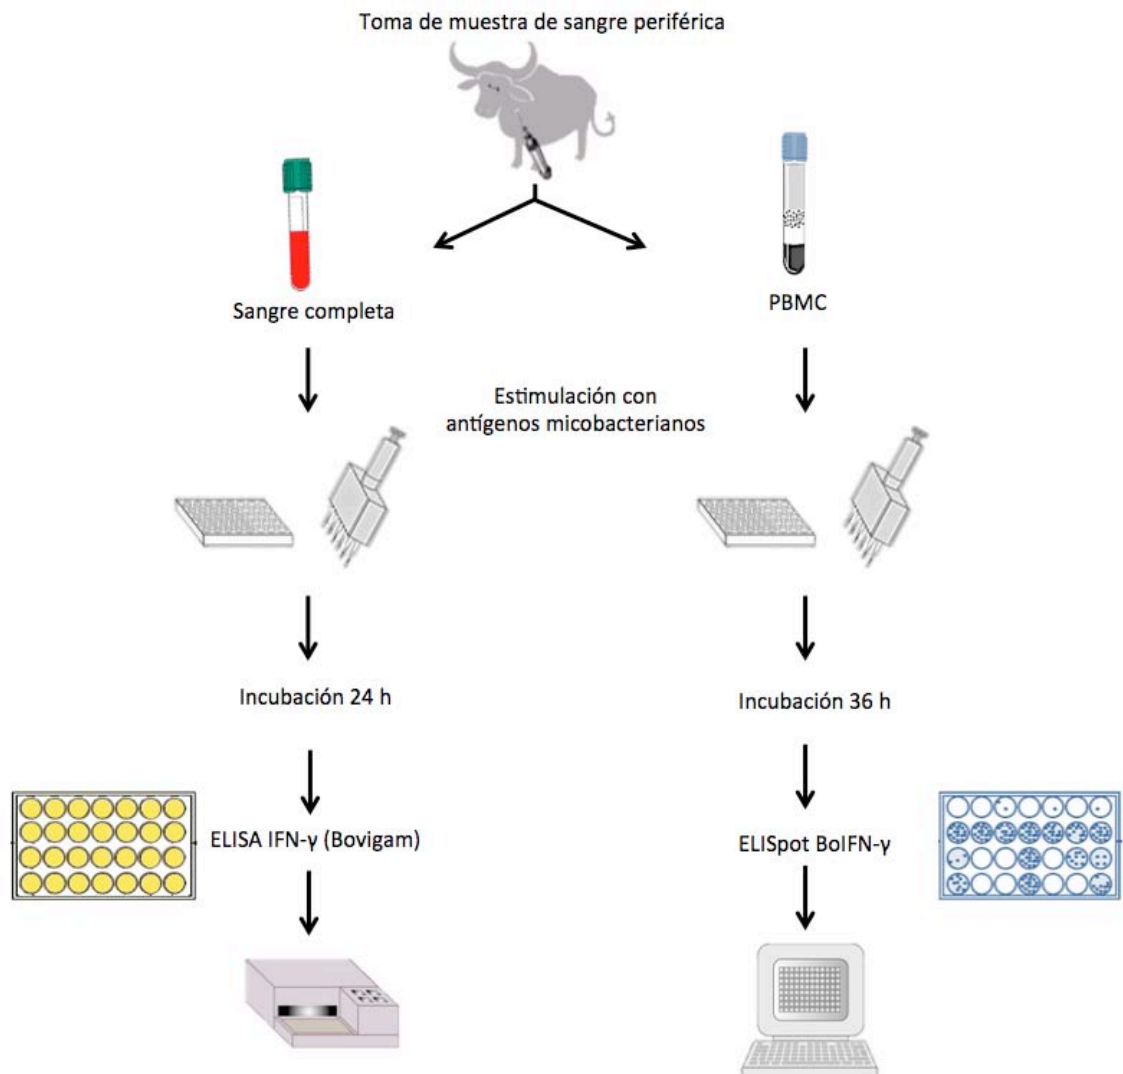 Toma de muestra de sangre periférica
Sangre completa
PBMC
Estimulación con
antígenos micobacterianos
Incubación 24 h
Incubación 36 h
ELISA IFN-γ (Bovigam)
ELISpot BoIFN-γ